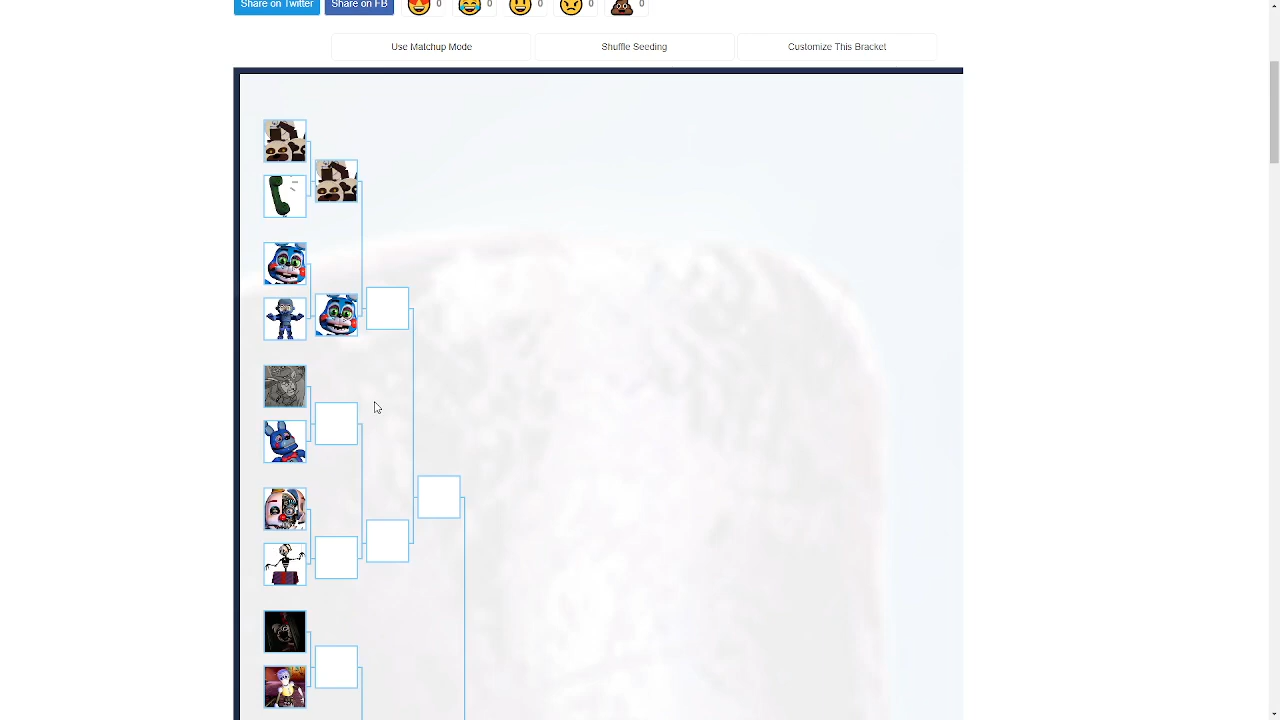 Share on Twitter Share on FB 0 0 0 0 0
Use Matchup Mode Shuffle Seeding Customize This Bracket